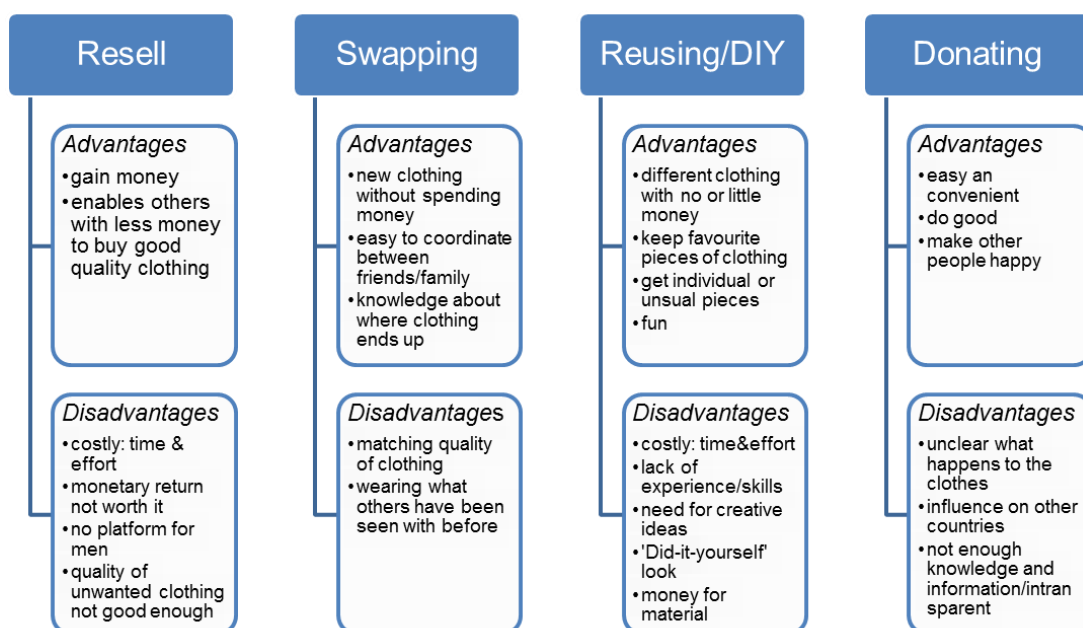 Resell
Advantages
•gain money
•enables others
with less money
to buy good
quality clothing
Disadvantages
•costly: time &
effort
•monetary return
not worth it
•no platform for
men
•quality of
unwanted clothing
not good enough
Swapping
Advantages
•new clothing
without spending
money
•easy to coordinate
between
friends/family
•knowledge about
where clothing
ends up
Disadvantages
•matching quality
of clothing
•wearing what
others have been
seen with before
Reusing/DIY
Advantages
•different clothing
with no or little
money
•keep favourite
pieces of clothing
•get individual or
unsual pieces
•fun
Disadvantages
•costly: time&effort
•lack of
experience/skills
•need for creative
ideas
•'Did-it-yourself'
look
•money for
material
Donating
Advantages
•easy an
convenient
•do good
•make other
people happy
Disadvantages
•unclear what
happens to the
clothes
•influence on other
countries
•not enough
knowledge and
information/intran
sparent